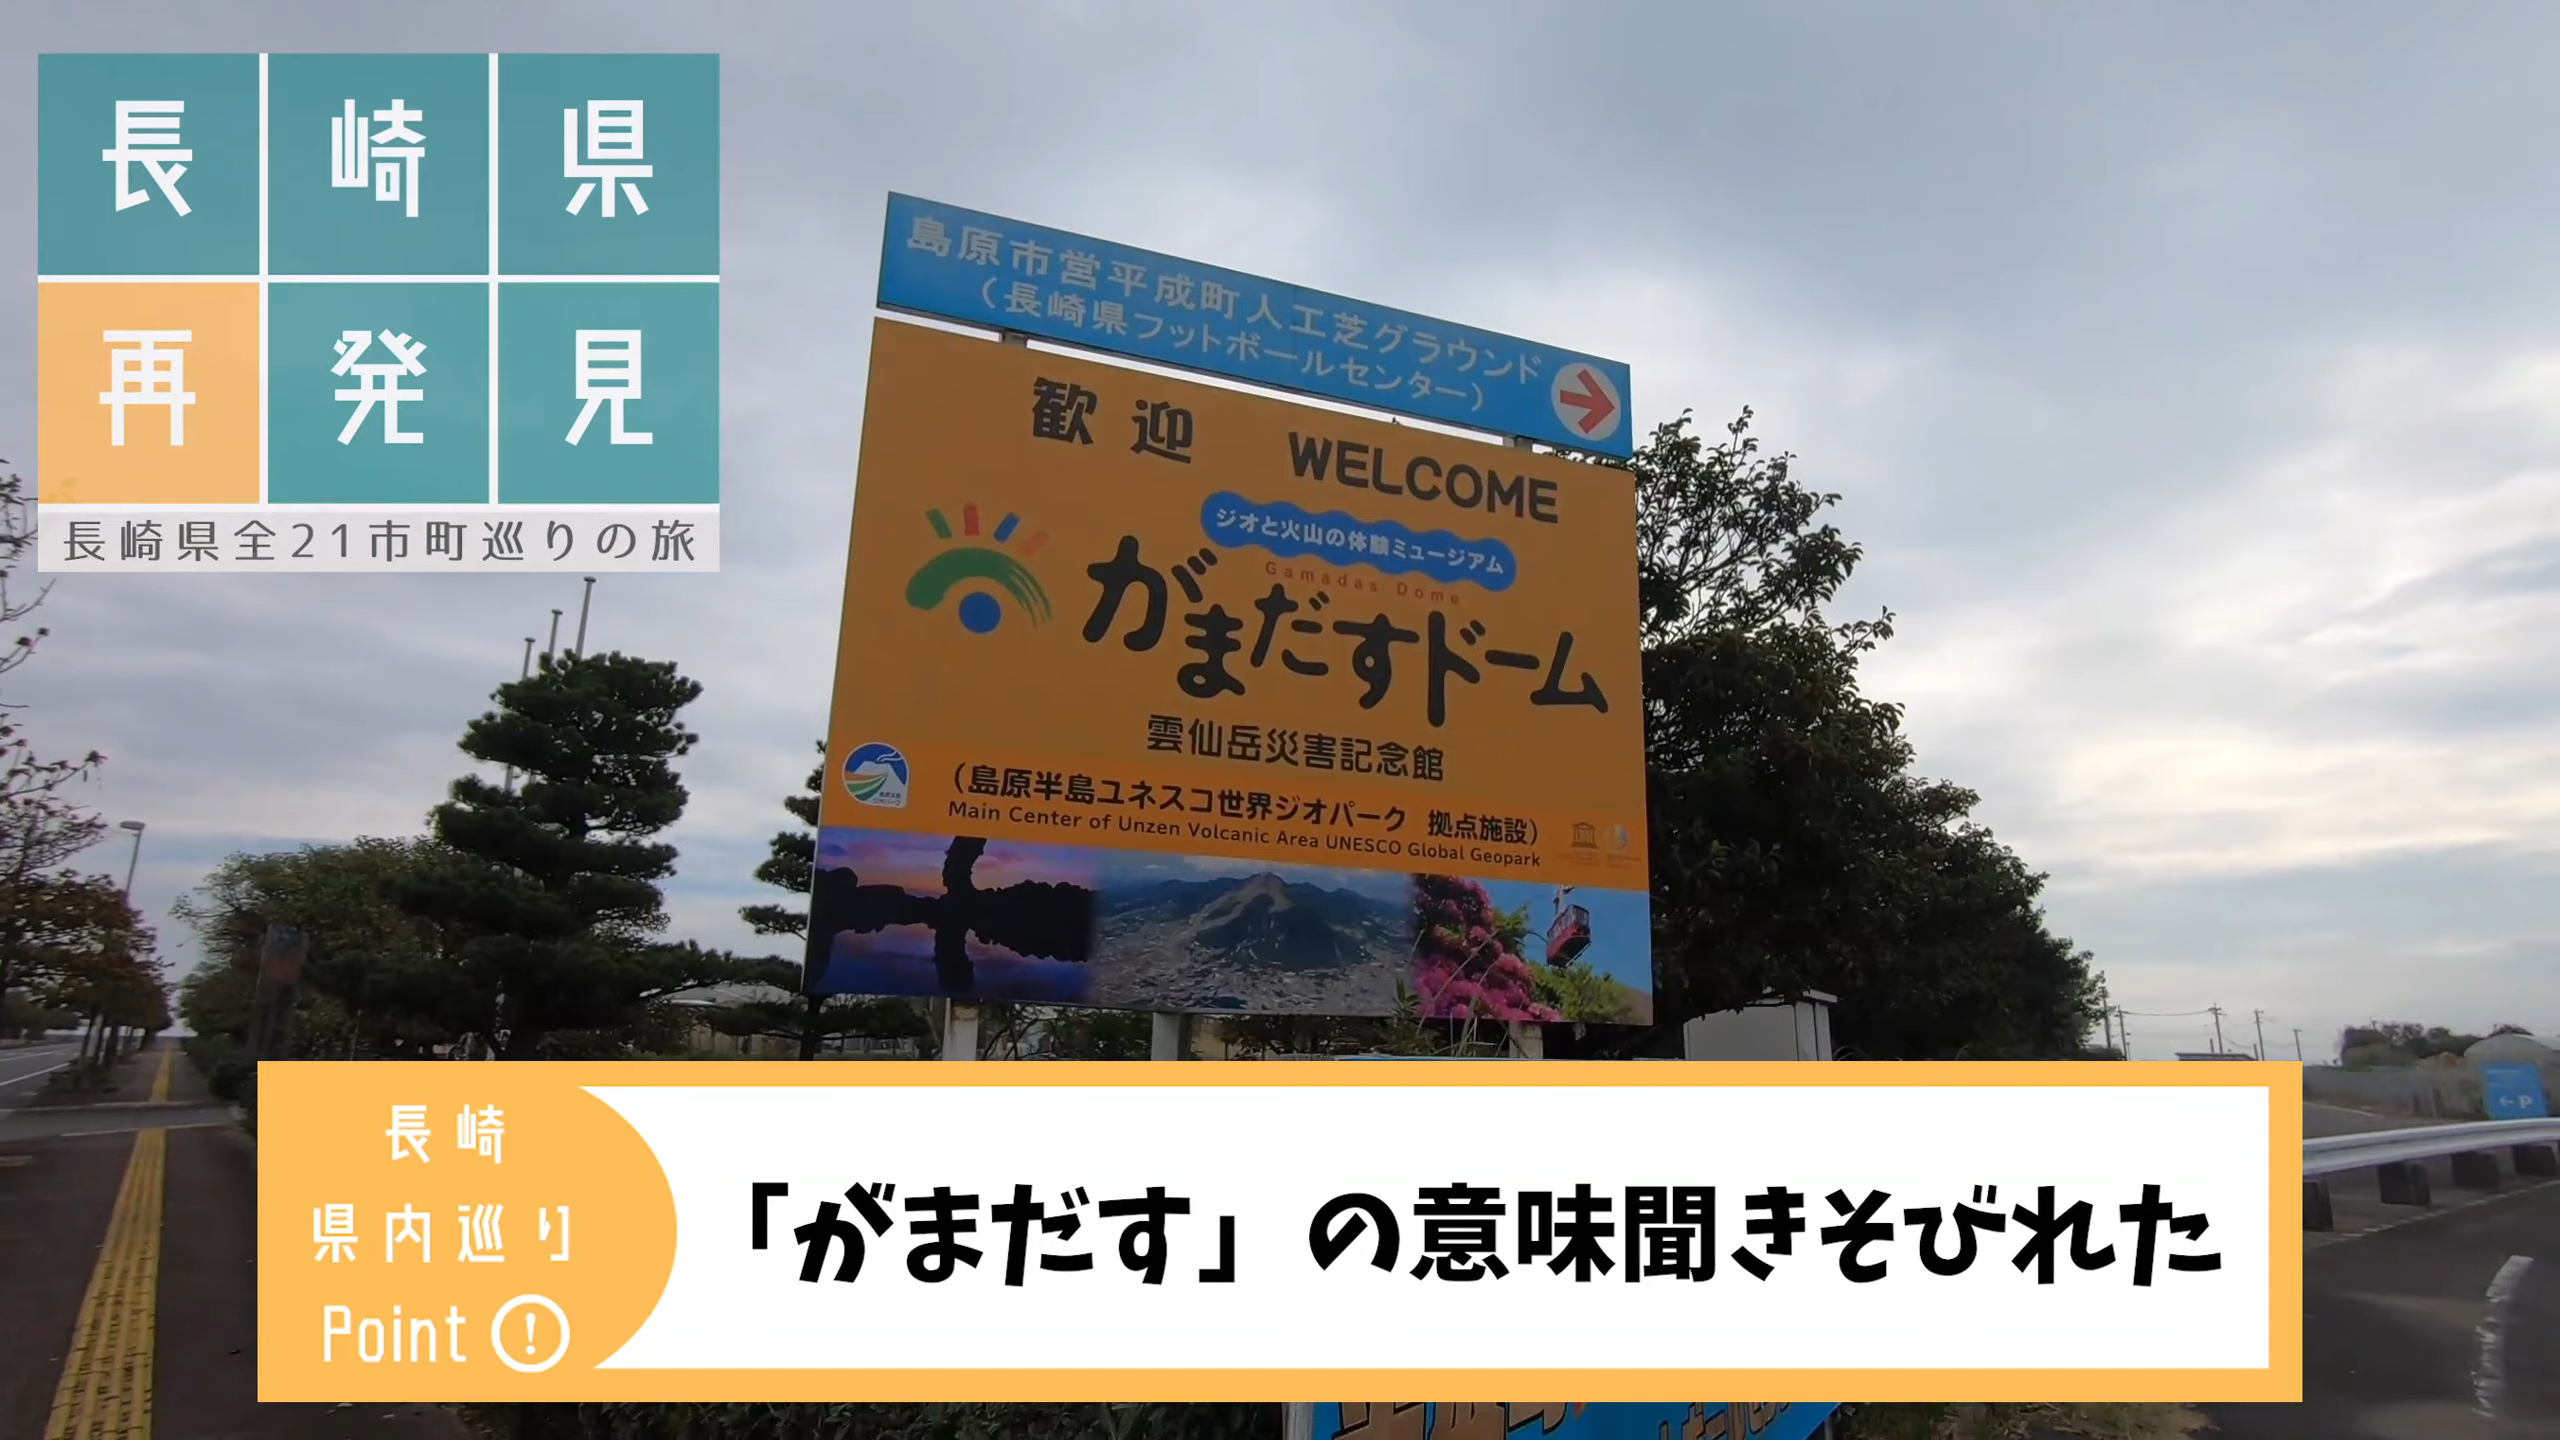 長崎県
再発見
長崎県全21市町巡りの旅
島原市営平成町人工芝グラウンド
（長崎県フットボールセンター）
歓迎 WELCOME
ジオと火山の体験ミュージアム
Gamadas Dome
がまだすドーム
雲仙岳災害記念館
（島原半島ユネスコ世界ジオパーク 拠点施設）
Main Center of Unzen Volcanic Area UNESCO Global Geopark
長崎
県内巡り
Point !
「がまだす」の意味聞きそびれた